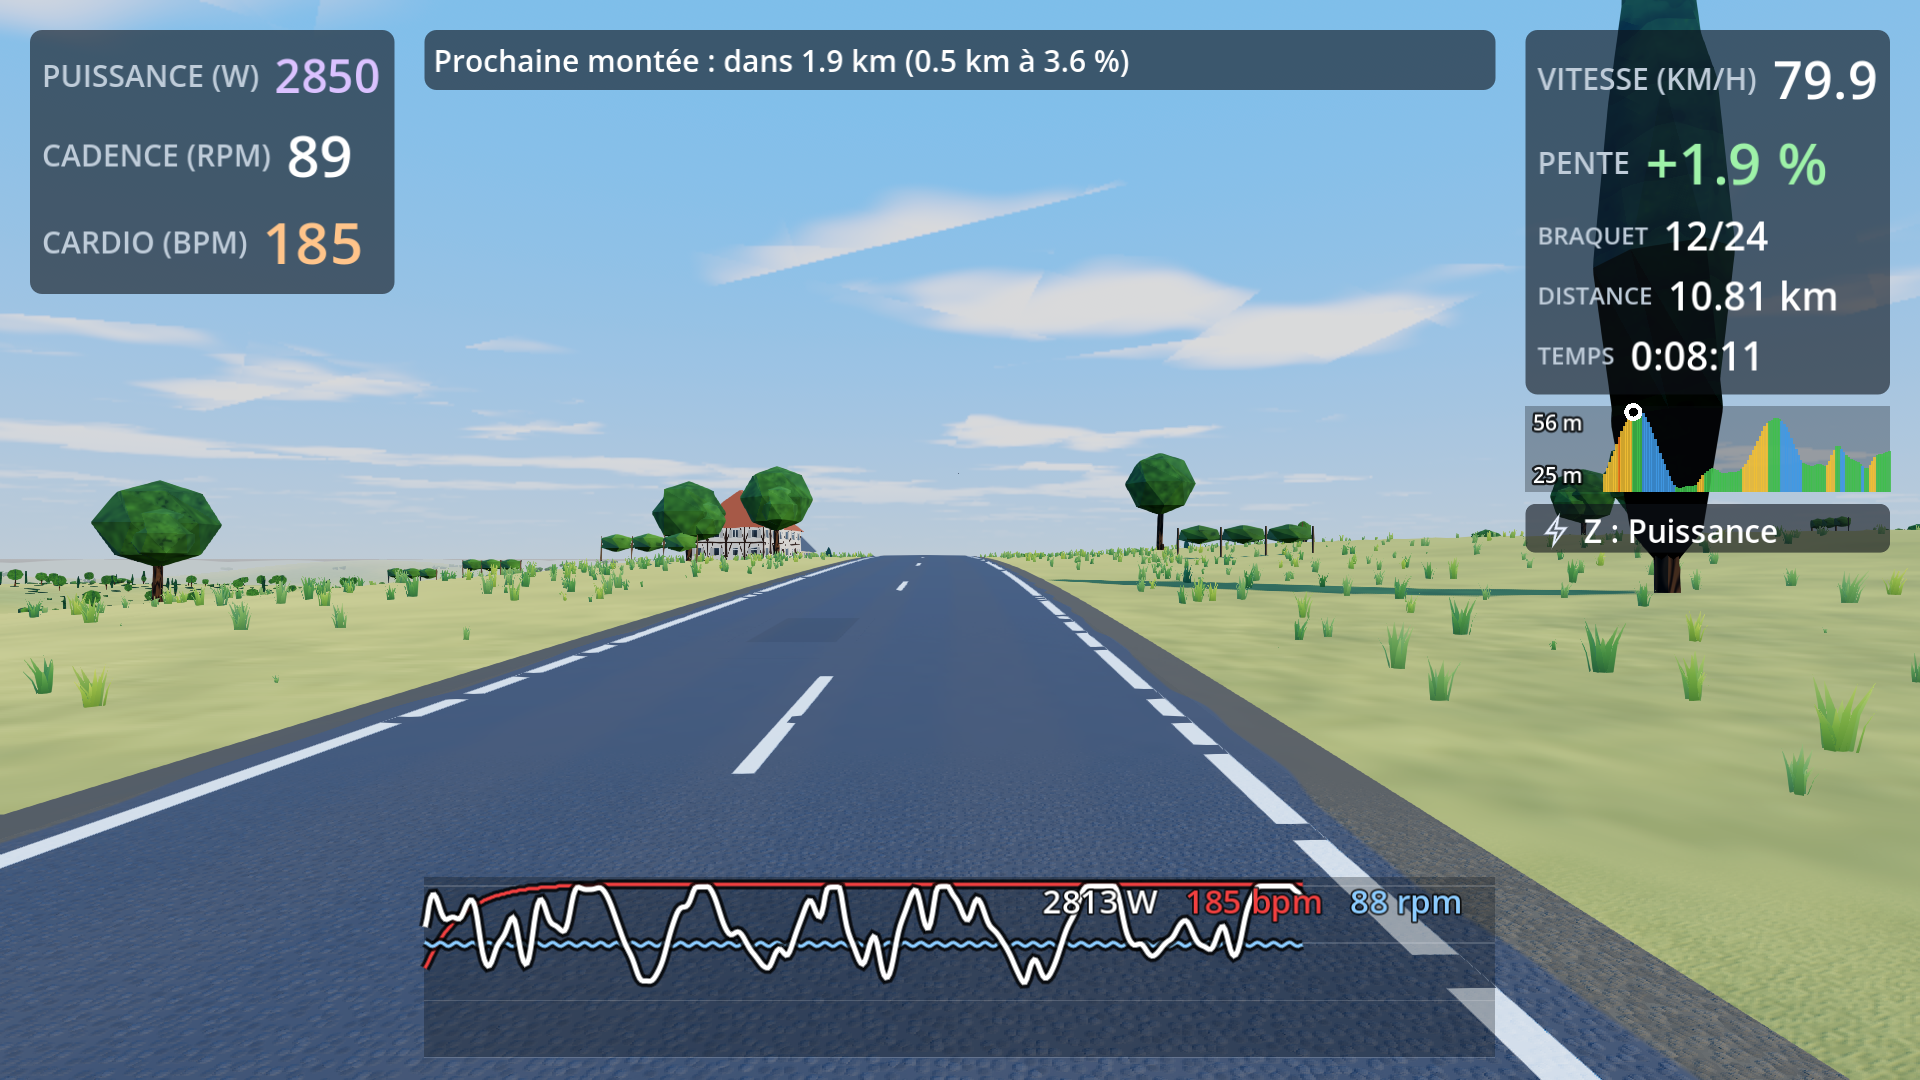 PUISSANCE (W) 2850
CADENCE (RPM) 89
CARDIO (BPM) 185
Prochaine montée : dans 1.9 km (0.5 km à 3.6 %)
VITESSE (KM/H) 79.9
PENTE +1.9 %
BRAQUET 12/24
DISTANCE 10.81 km
TEMPS 0:08:11
56 m
25 m
Z : Puissance
2813 W 185 bpm 88 rpm